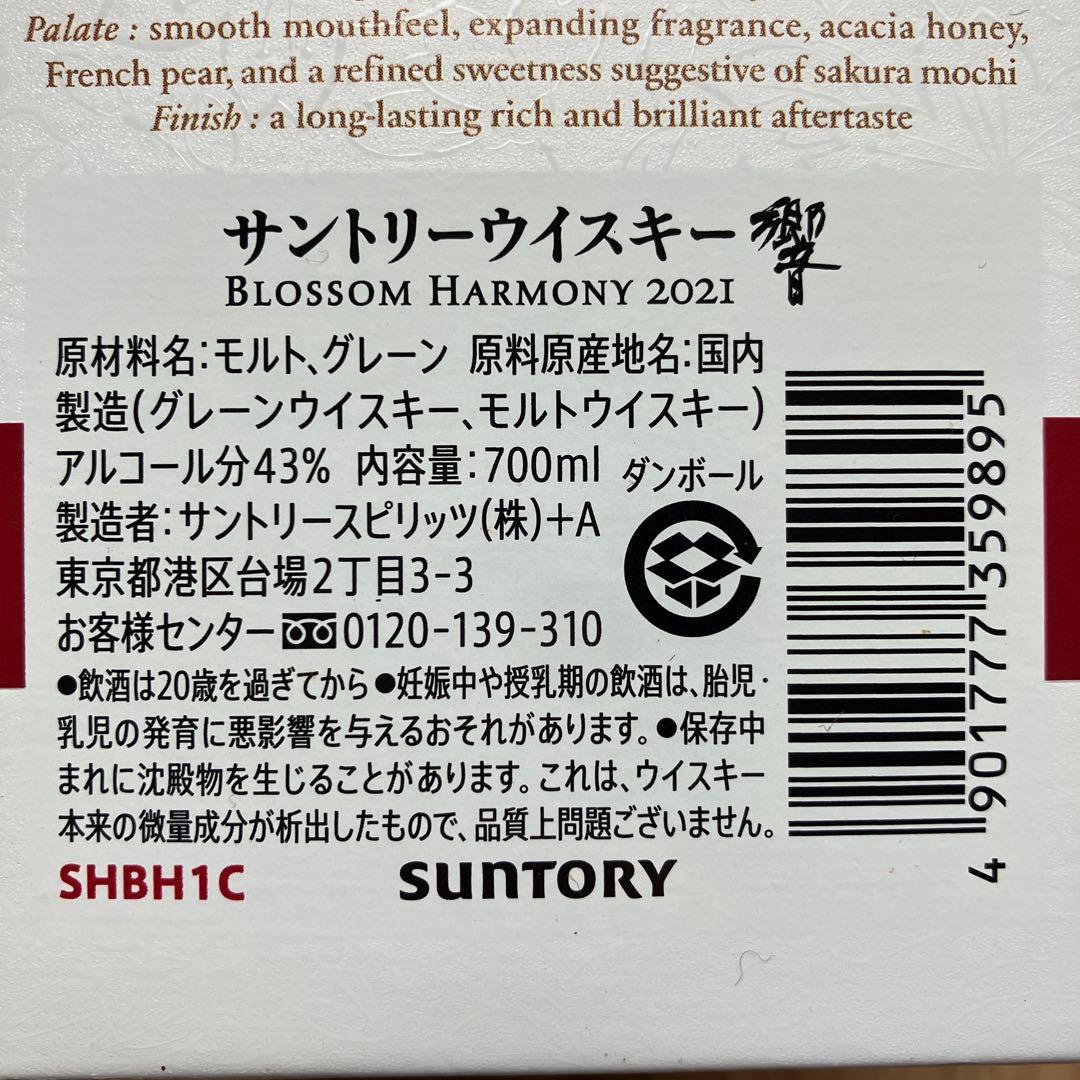 Palate : smooth mouthfeel, expanding fragrance, acacia honey,
French pear, and a refined sweetness suggestive of sakura mochi
Finish : a long-lasting rich and brilliant aftertaste
サントリーウイスキー 響
BLOSSOM HARMONY 2021
原材料名:モルト、グレーン 原料原産地名:国内
製造(グレーンウイスキー、モルトウイスキー)
アルコール分43% 内容量:700ml ダンボール
製造者:サントリースピリッツ(株)+A
東京都港区台場2丁目3-3
お客様センター 0120-139-310
●飲酒は20歳を過ぎてから ●妊娠中や授乳期の飲酒は、胎児・
乳児の発育に悪影響を与えるおそれがあります。●保存中
まれに沈殿物を生じることがあります。これは、ウイスキー
本来の微量成分が析出したもので、品質上問題ございません。
SHBH1C SUNTORY
4 901777 359895